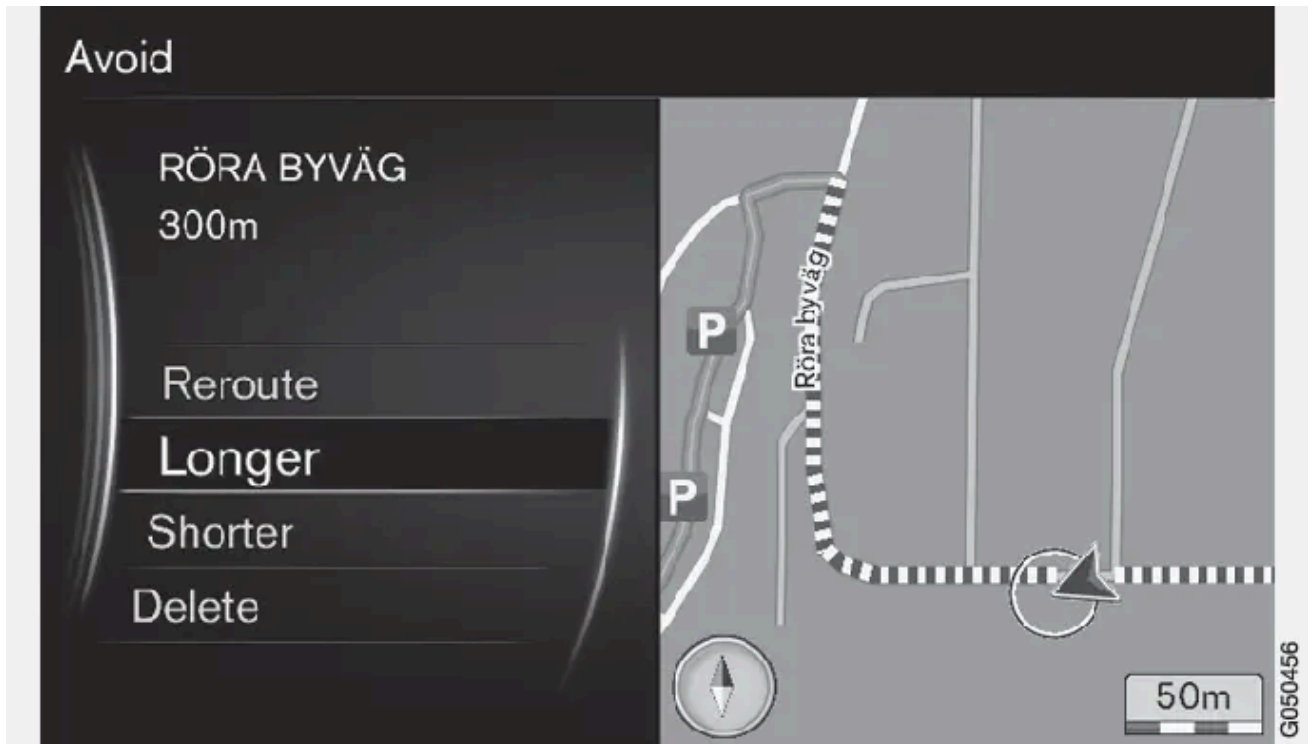 Avoid
RÖRA BYVÄG
300m
Reroute
Longer
Shorter
Delete
Röra byväg
P
P
50m
G050456